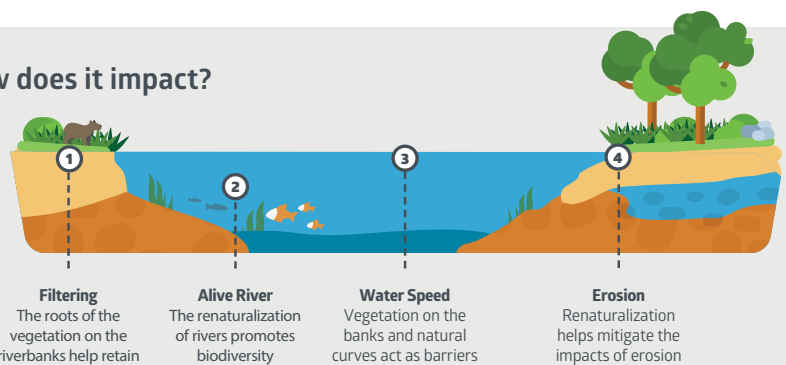 does it impact?
1
2
3
4
Filtering
The roots of the
vegetation on the
riverbanks help retain
Alive River
The renaturalization
of rivers promotes
biodiversity
Water Speed
Vegetation on the
banks and natural
curves act as barriers
Erosion
Renaturalization
helps mitigate the
impacts of erosion